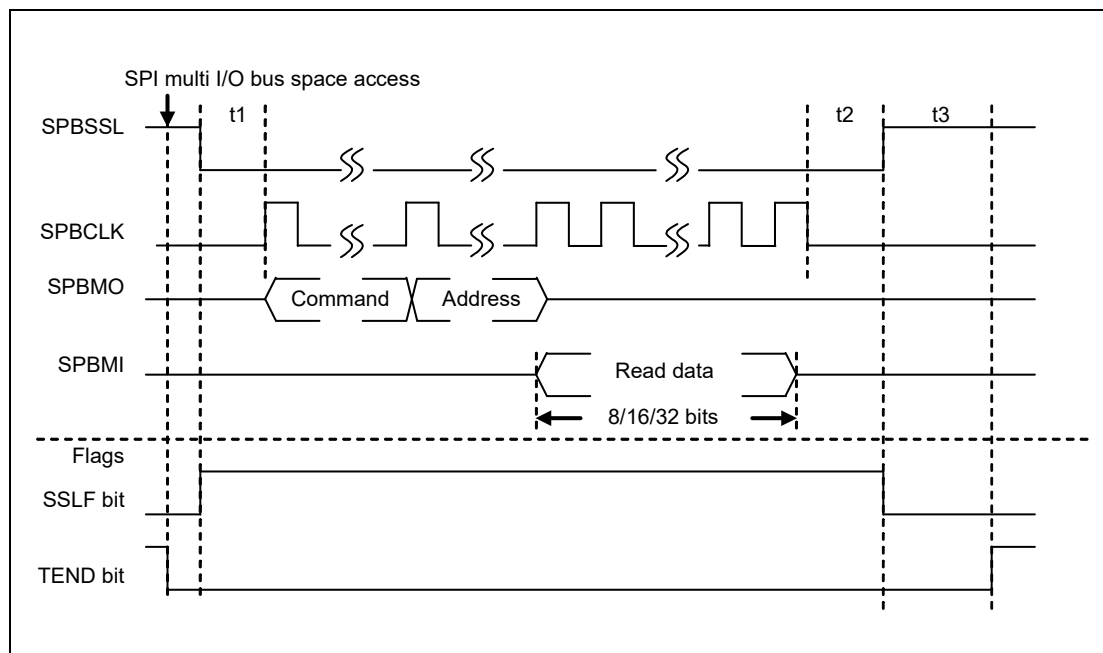 SPI multi I/O bus space access
t1
t2
t3
SPBSSL
SPBCLK
SPBMO
Command
Address
SPBMI
Read data
8/16/32 bits
Flags
SSLF bit
TEND bit